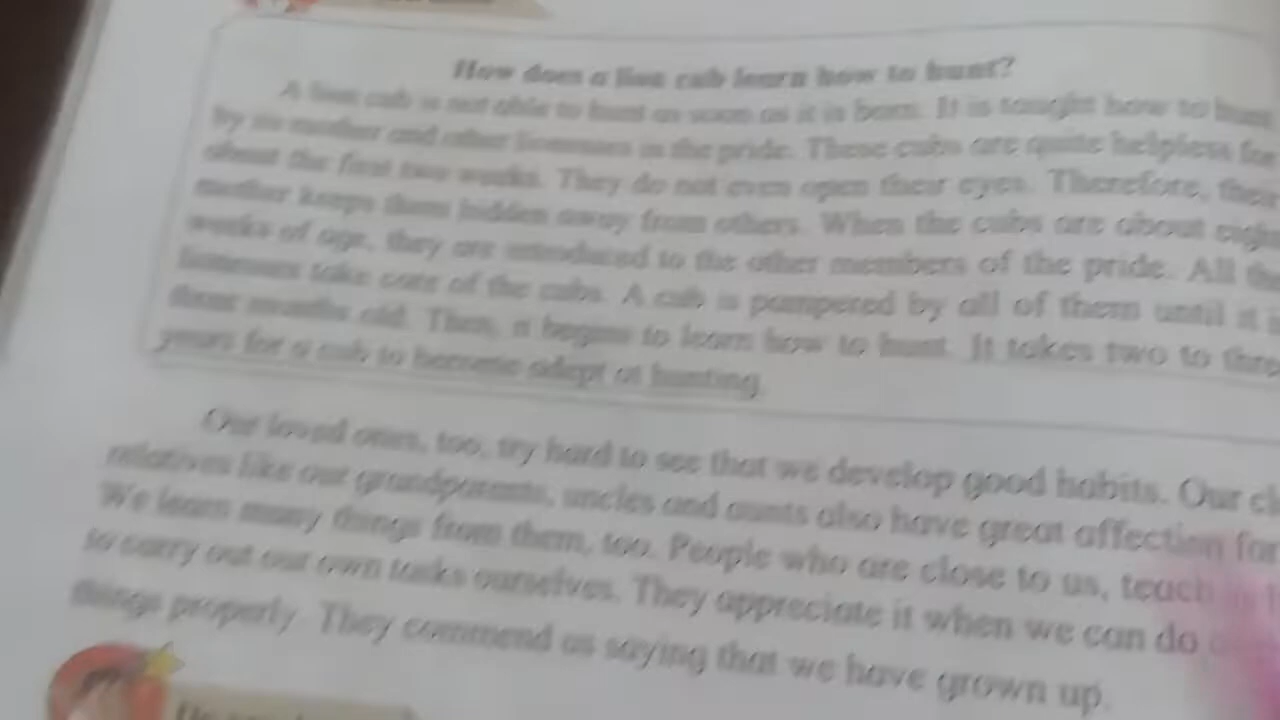 How does a lion cub learn how to hunt?
A lion cub is not able to hunt as soon as it is born. It is taught how to hunt
by its mother and other lionesses in the pride. These cubs are quite helpless for
about the first two weeks. They do not even open their eyes. Therefore, their
mother keeps them hidden away from others. When the cubs are about
weeks of age, they are introduced to the other members of the pride. All the
lionesses take care of the cubs. A cub is pampered by all of them until it is
months old. Then, it begins to learn how to hunt. It takes two to
years for a cub to become adept at hunting.
Our loved ones, too, try hard to see that we develop good habits. Our
relatives like our grandparents, uncles and aunts also have great affection for
We learn many things from them, too. People who are close to us, teach
to carry out our own tasks ourselves. They appreciate it when we can do
things properly. They commend us saying that we have grown up.